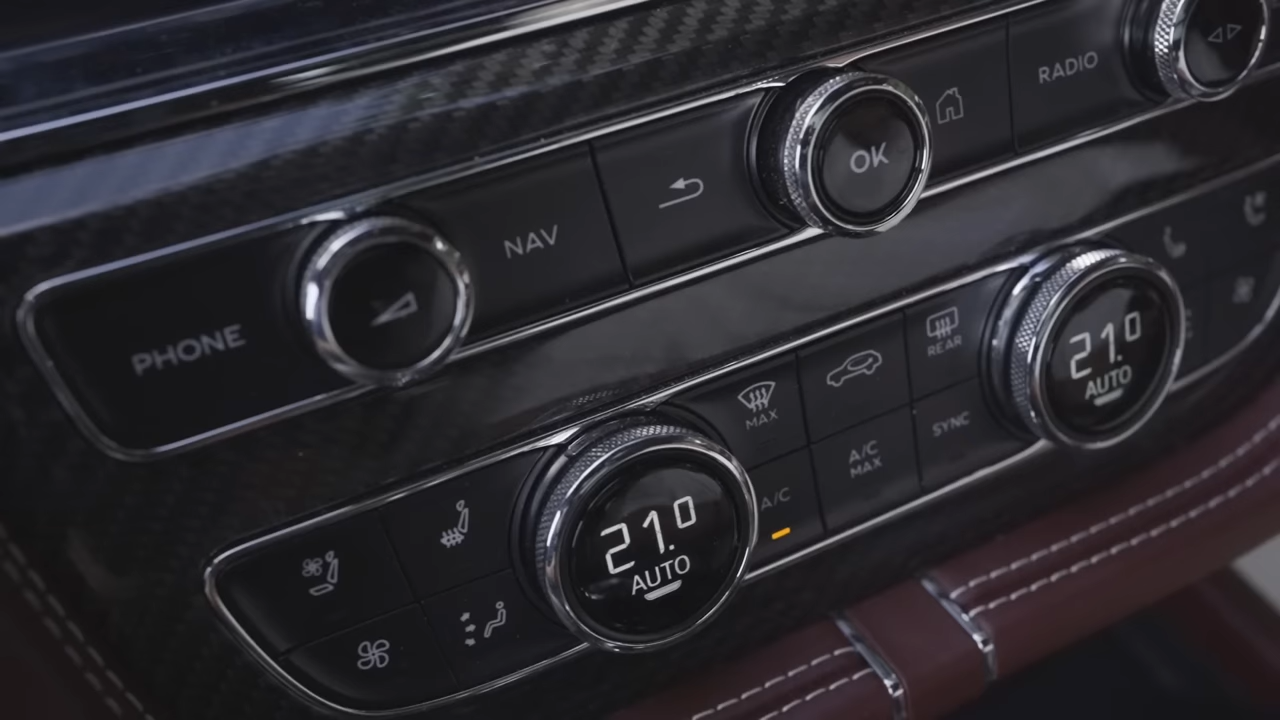 RADIO
OK
NAV
PHONE
21.0
AUTO
REAR
MAX
SYNC
A/C
MAX
A/C
21.0
AUTO